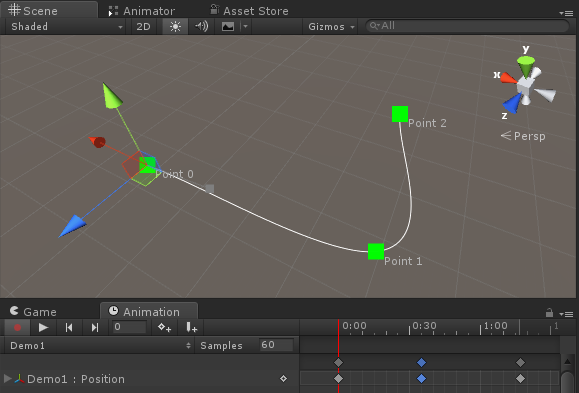 Scene Animator Asset Store
Shaded 2D Gizmos All
y
x
z
Persp
Point 2
Point 0
Point 1
Game Animation
0 0:00 0:30 1:00 1
Demo1 Samples 60
Demo1 : Position